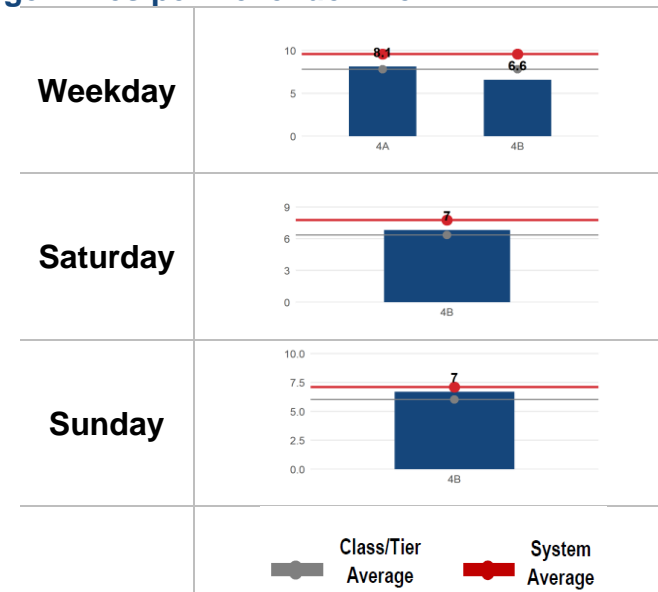 Weekday
10
5
0
8.1
6.6
4A
4B
Saturday
9
6
3
0
7
4B
Sunday
10.0
7.5
5.0
2.5
0.0
7
4B
Class/Tier
Average
System
Average